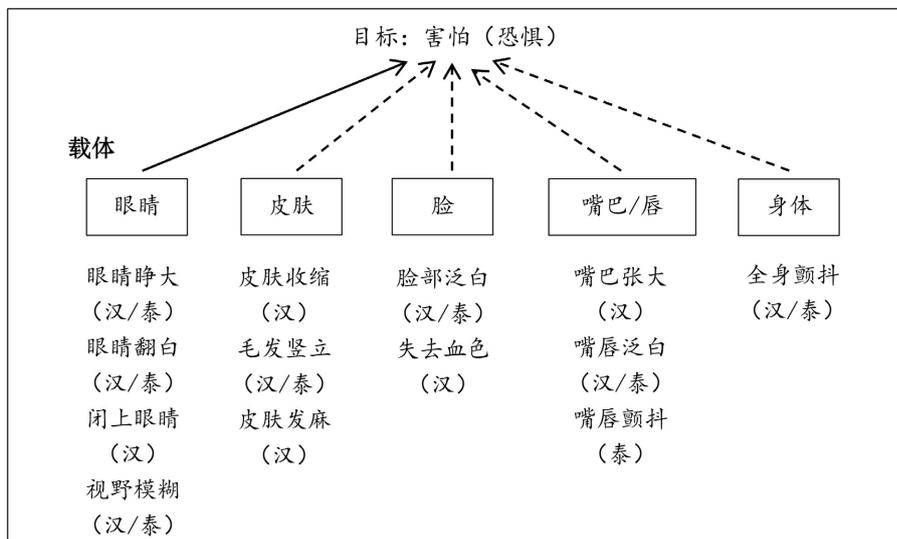 目标：害怕（恐惧）
载体
眼睛
皮肤
脸
嘴巴/唇
身体
眼睛睁大
（汉/泰）
眼睛翻白
（汉/泰）
闭上眼睛
（汉）
视野模糊
（汉/泰）
皮肤收缩
（汉）
毛发竖立
（汉/泰）
皮肤发麻
（汉）
脸部泛白
（汉/泰）
失去血色
（汉）
嘴巴张大
（汉）
嘴唇泛白
（汉/泰）
嘴唇颤抖
（泰）
全身颤抖
（汉/泰）